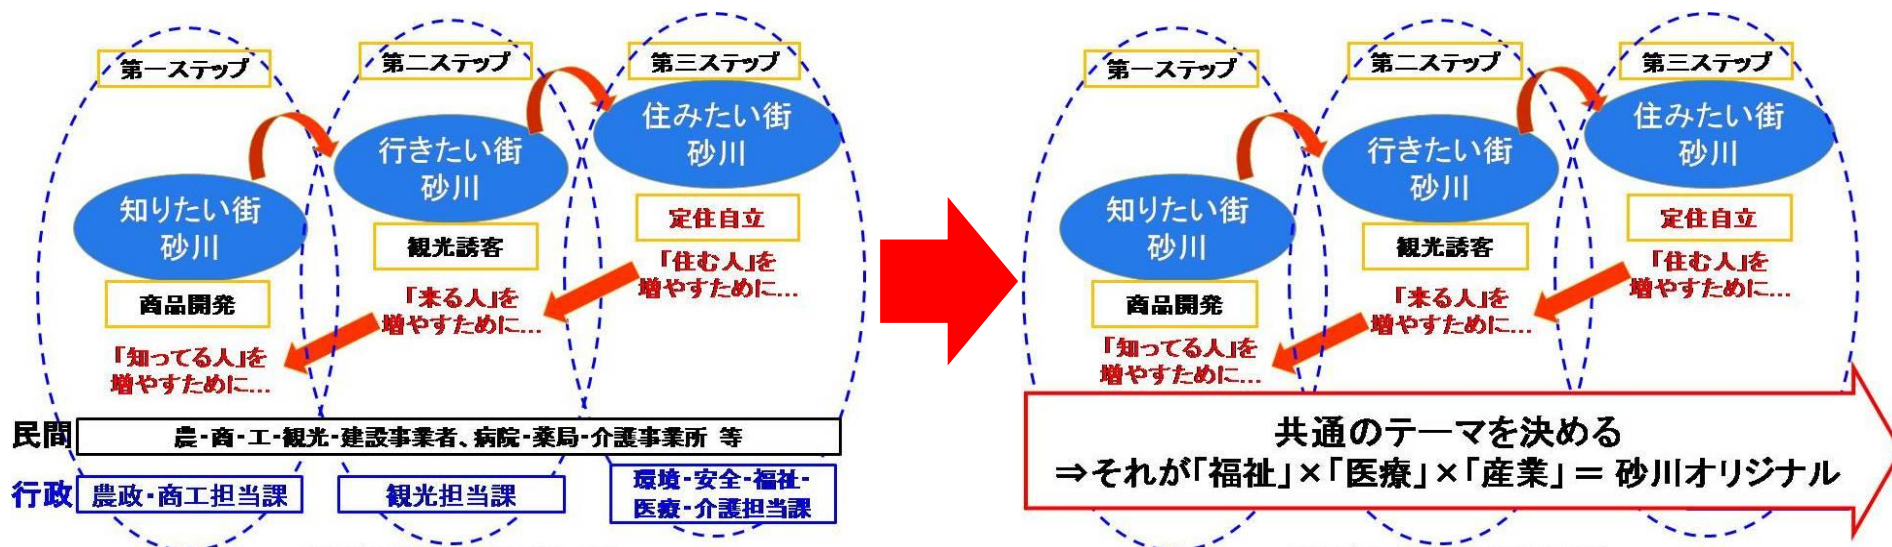 第一ステップ
知りたい街
砂川
商品開発
「知ってる人」を
増やすために…
第二ステップ
行きたい街
砂川
観光誘客
「来る人」を
増やすために…
第三ステップ
住みたい街
砂川
定住自立
「住む人」を
増やすために…
民間
農・商・工・観光・建設事業者、病院・薬局・介護事業所 等
行政
農政・商工担当課
観光担当課
環境・安全・福祉・
医療・介護担当課
第一ステップ
知りたい街
砂川
商品開発
「知ってる人」を
増やすために…
第二ステップ
行きたい街
砂川
観光誘客
「来る人」を
増やすために…
第三ステップ
住みたい街
砂川
定住自立
「住む人」を
増やすために…
共通のテーマを決める
⇒それが「福祉」×「医療」×「産業」＝ 砂川オリジナル